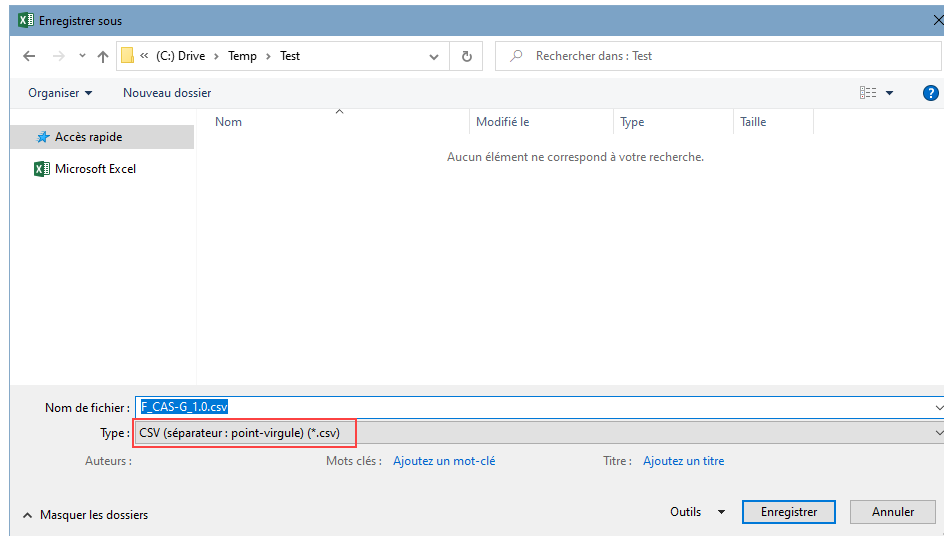 Enregistrer sous
« (C:) Drive > Temp > Test
Rechercher dans : Test
Organiser
Nouveau dossier
?
Nom
Modifié le
Type
Taille
Accès rapide
Microsoft Excel
Aucun élément ne correspond à votre recherche.
Nom de fichier : F_CAS-G_1.0.csv
Type : CSV (séparateur : point-virgule) (*.csv)
Auteurs :
Mots clés : Ajoutez un mot-clé
Titre : Ajoutez un titre
Masquer les dossiers
Outils
Enregistrer
Annuler